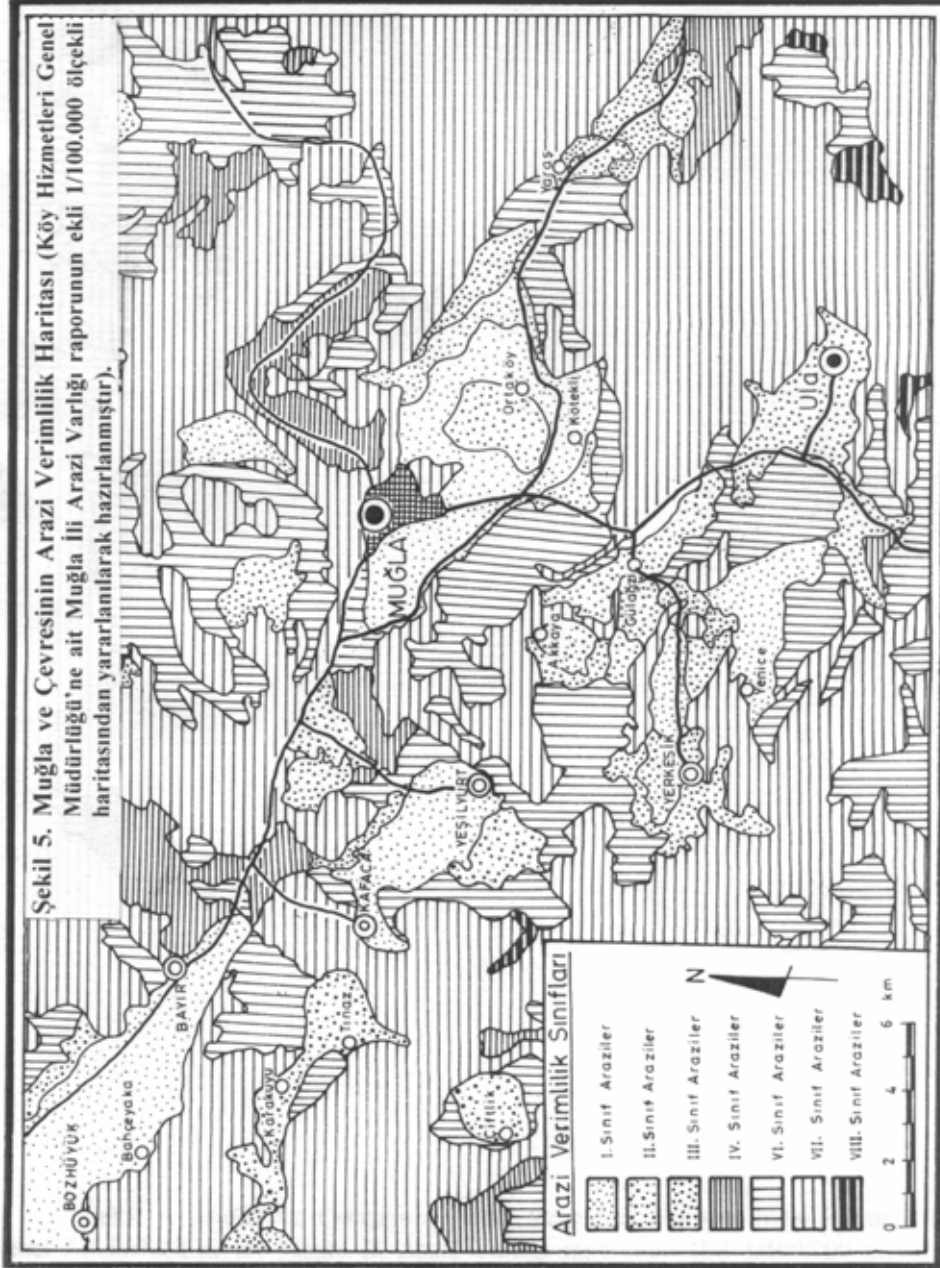 Şekil 5. Muğla ve Çevresinin Arazi Verimlilik Haritası (Köy Hizmetleri Genel
Müdürlüğü'ne ait Muğla İli Arazi Varlığı raporunun ekli 1/100.000 ölçekli
haritasından yararlanılarak hazırlanmıştır).
BOZHÜYÜK
Bahçeyaka
BAYIR
Karakuyu
Tınaz
Çiftlik
KAFACA
YEŞİLYURT
MUĞLA
Ortaköy
Kötekli
Yaraş
Akkaya
Gülağzı
YERKESİK
Yenice
Ula
Arazi Verimlilik Sınıfları
I. Sınıf Araziler
II. Sınıf Araziler
III. Sınıf Araziler
IV. Sınıf Araziler
VI. Sınıf Araziler
VII. Sınıf Araziler
VIII. Sınıf Araziler
N
0 2 4 6 km